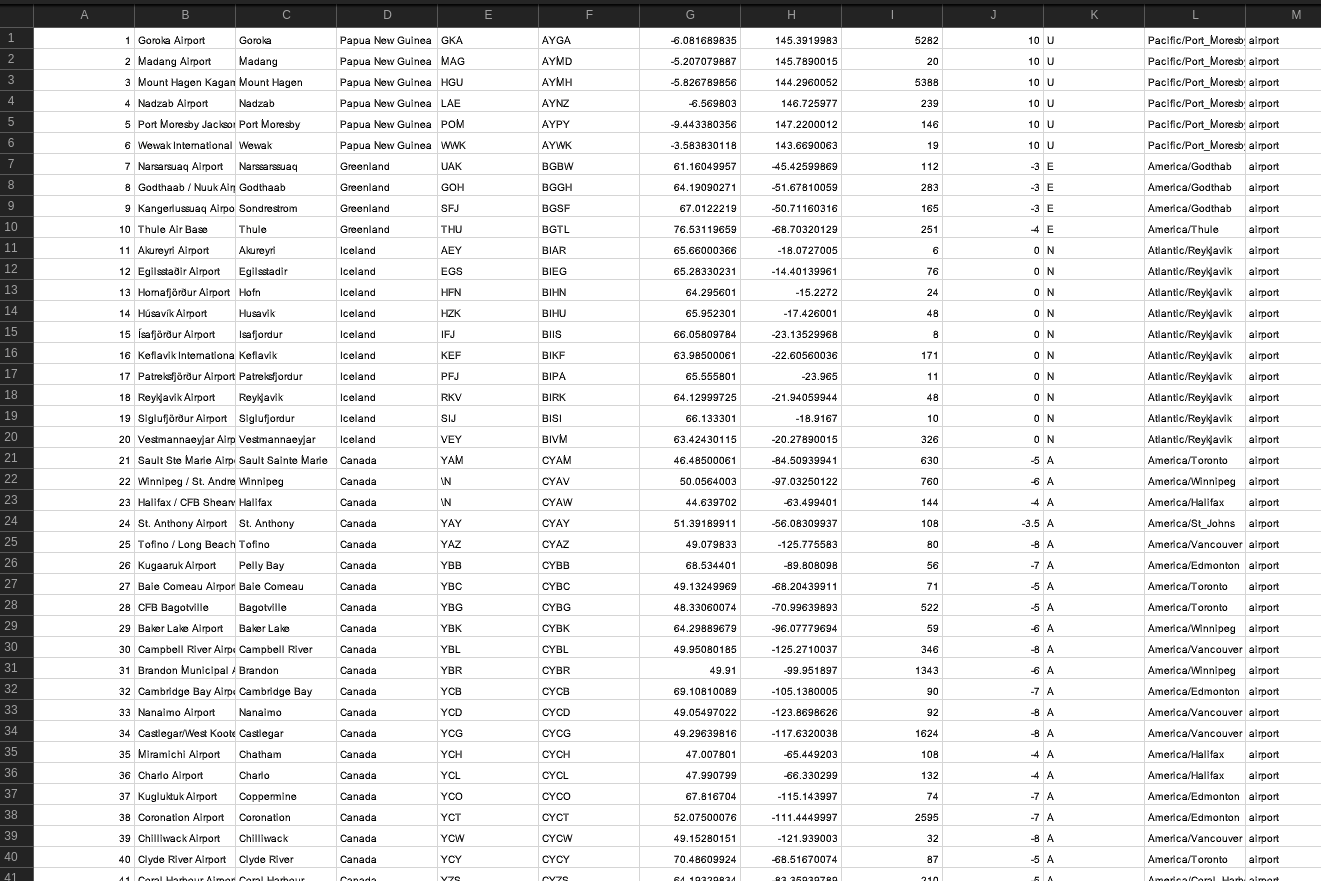 A B C D E F G H I J K L M
1 1 Goroka Airport Goroka Papua New Guinea GKA AYGA -6.081689835 145.3919983 5282 10 U Pacific/Port_Moresb airport
2 2 Madang Airport Madang Papua New Guinea MAG AYMD -5.207079887 145.7890015 20 10 U Pacific/Port_Moresb airport
3 3 Mount Hagen Kagam Mount Hagen Papua New Guinea HGU AYMH -5.826789856 144.2960052 5388 10 U Pacific/Port_Moresb airport
4 4 Nadzab Airport Nadzab Papua New Guinea LAE AYNZ -6.569803 146.725977 239 10 U Pacific/Port_Moresb airport
5 5 Port Moresby Jackson Port Moresby Papua New Guinea POM AYPY -9.443380356 147.2200012 146 10 U Pacific/Port_Moresb airport
6 6 Wewak International Wewak Papua New Guinea WWK AYWK -3.583830118 143.6690063 19 10 U Pacific/Port_Moresb airport
7 7 Narsarsuaq Airport Narssarssuaq Greenland UAK BGBW 61.16049957 -45.42599869 112 -3 E America/Godthab airport
8 8 Godthaab / Nuuk Airp Godthaab Greenland GOH BGGH 64.19090271 -51.67810059 283 -3 E America/Godthab airport
9 9 Kangerlussuaq Airpo Sondrestrom Greenland SFJ BGSF 67.0122219 -50.71160316 165 -3 E America/Godthab airport
10 10 Thule Air Base Thule Greenland THU BGTL 76.53119659 -68.70320129 251 -4 E America/Thule airport
11 11 Akureyri Airport Akureyri Iceland AEY BIAR 65.66000366 -18.0727005 6 0 N Atlantic/Reykjavik airport
12 12 Egilsstaðir Airport Egilsstadir Iceland EGS BIEG 65.28330231 -14.40139961 76 0 N Atlantic/Reykjavik airport
13 13 Hornafjörður Airport Hofn Iceland HFN BIHN 64.295601 -15.2272 24 0 N Atlantic/Reykjavik airport
14 14 Húsavík Airport Husavik Iceland HZK BIHU 65.952301 -17.426001 48 0 N Atlantic/Reykjavik airport
15 15 Ísafjörður Airport Isafjordur Iceland IFJ BIIS 66.05809784 -23.13529968 8 0 N Atlantic/Reykjavik airport
16 16 Keflavik Internationa Keflavik Iceland KEF BIKF 63.98500061 -22.60560036 171 0 N Atlantic/Reykjavik airport
17 17 Patreksfjörður Airport Patreksfjordur Iceland PFJ BIPA 65.555801 -23.965 11 0 N Atlantic/Reykjavik airport
18 18 Reykjavik Airport Reykjavik Iceland RKV BIRK 64.12999725 -21.94059944 48 0 N Atlantic/Reykjavik airport
19 19 Siglufjörður Airport Siglufjordur Iceland SIJ BISI 66.133301 -18.9167 10 0 N Atlantic/Reykjavik airport
20 20 Vestmannaeyjar Airp Vestmannaeyjar Iceland VEY BIVM 63.42430115 -20.27890015 326 0 N Atlantic/Reykjavik airport
21 21 Sault Ste Marie Airpo Sault Sainte Marie Canada YAM CYAM 46.48500061 -84.50939941 630 -5 A America/Toronto airport
22 22 Winnipeg / St. Andre Winnipeg Canada \N CYAV 50.0564003 -97.03250122 760 -6 A America/Winnipeg airport
23 23 Halifax / CFB Shearw Halifax Canada \N CYAW 44.639702 -63.499401 144 -4 A America/Halifax airport
24 24 St. Anthony Airport St. Anthony Canada YAY CYAY 51.39189911 -56.08309937 108 -3.5 A America/St_Johns airport
25 25 Tofino / Long Beach Tofino Canada YAZ CYAZ 49.079833 -125.775583 80 -8 A America/Vancouver airport
26 26 Kugaaruk Airport Pelly Bay Canada YBB CYBB 68.534401 -89.808098 56 -7 A America/Edmonton airport
27 27 Baie Comeau Airpor Baie Comeau Canada YBC CYBC 49.13249969 -68.20439911 71 -5 A America/Toronto airport
28 28 CFB Bagotville Bagotville Canada YBG CYBG 48.33060074 -70.99639893 522 -5 A America/Toronto airport
29 29 Baker Lake Airport Baker Lake Canada YBK CYBK 64.29889679 -96.07779694 59 -6 A America/Winnipeg airport
30 30 Campbell River Airpo Campbell River Canada YBL CYBL 49.95080185 -125.2710037 346 -8 A America/Vancouver airport
31 31 Brandon Municipal A Brandon Canada YBR CYBR 49.91 -99.951897 1343 -6 A America/Winnipeg airport
32 32 Cambridge Bay Airpo Cambridge Bay Canada YCB CYCB 69.10810089 -105.1380005 90 -7 A America/Edmonton airport
33 33 Nanaimo Airport Nanaimo Canada YCD CYCD 49.05497022 -123.8698626 92 -8 A America/Vancouver airport
34 34 Castlegar/West Koote Castlegar Canada YCG CYCG 49.29639816 -117.6320038 1624 -8 A America/Vancouver airport
35 35 Miramichi Airport Chatham Canada YCH CYCH 47.007801 -65.449203 108 -4 A America/Halifax airport
36 36 Charlo Airport Charlo Canada YCL CYCL 47.990799 -66.330299 132 -4 A America/Halifax airport
37 37 Kugluktuk Airport Coppermine Canada YCO CYCO 67.816704 -115.143997 74 -7 A America/Edmonton airport
38 38 Coronation Airport Coronation Canada YCT CYCT 52.07500076 -111.4449997 2595 -7 A America/Edmonton airport
39 39 Chilliwack Airport Chilliwack Canada YCW CYCW 49.15280151 -121.939003 32 -8 A America/Vancouver airport
40 40 Clyde River Airport Clyde River Canada YCY CYCY 70.48609924 -68.51670074 87 -5 A America/Toronto airport
41 41 Coral Harbour Airpor Coral Harbour Canada YZS CYZS 64.19329834 -83.35939789 210 -5 A America/Coral_Harb airport